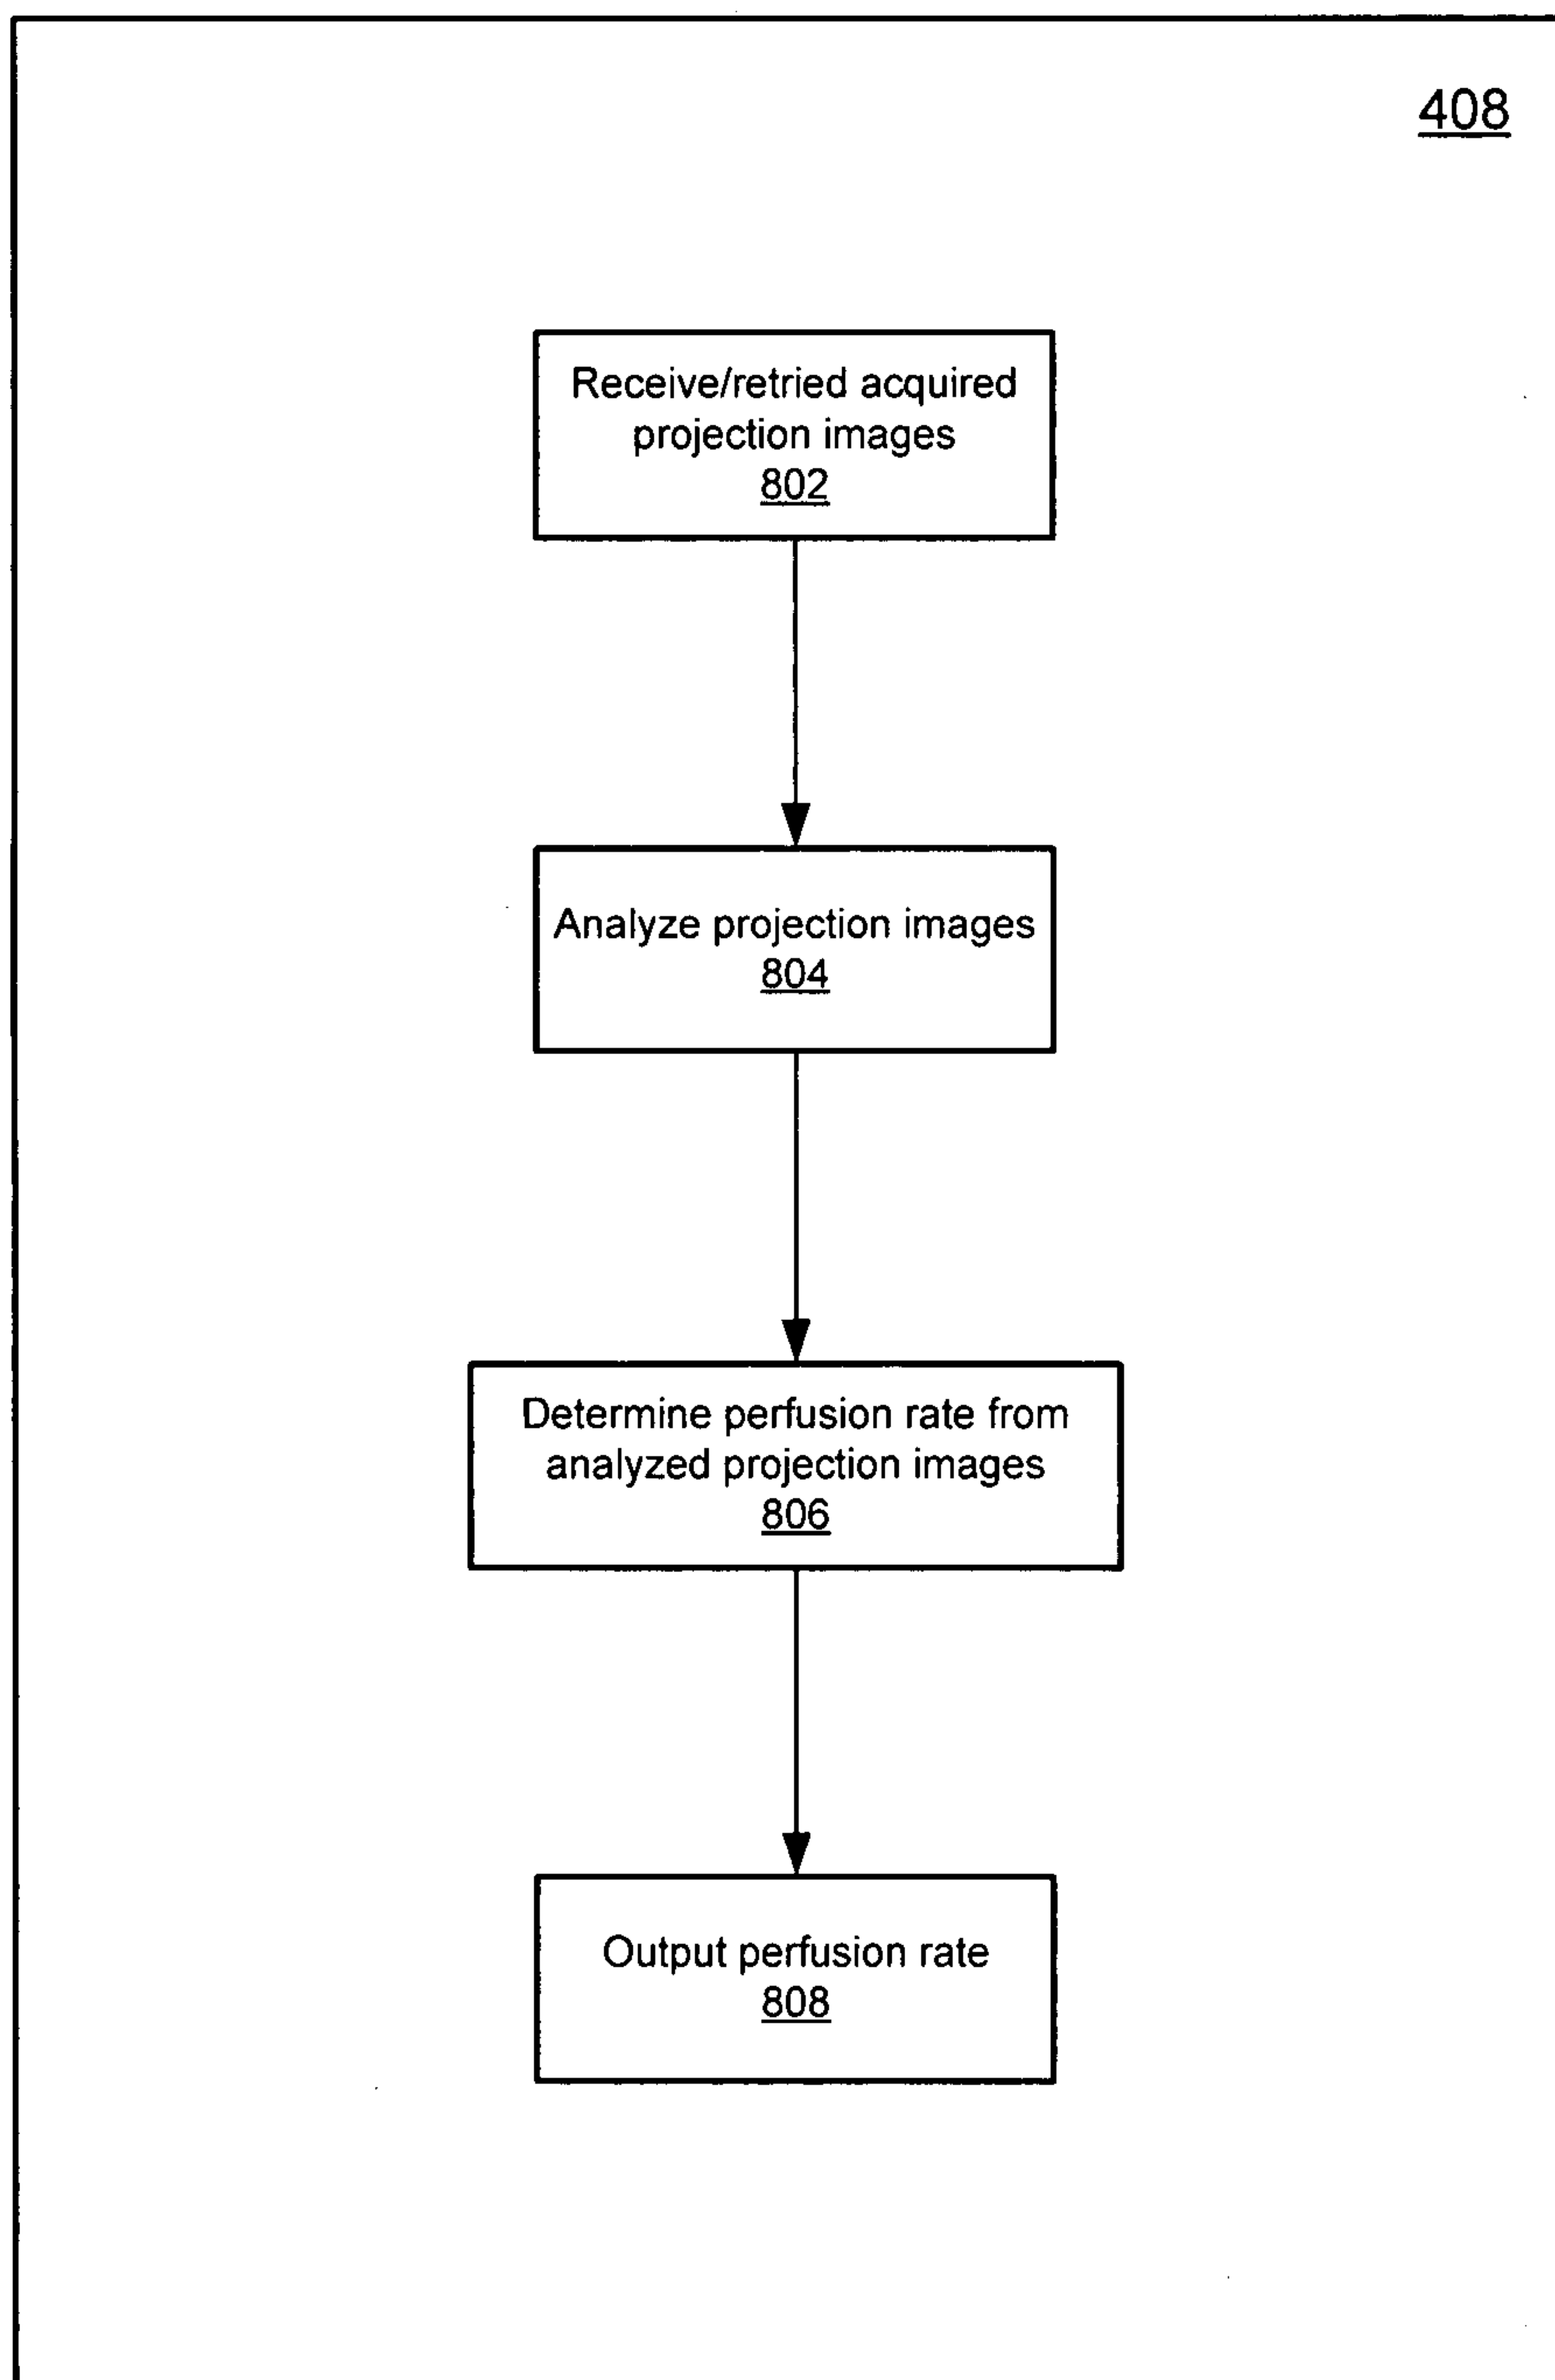 408
Receive/retried acquired
projection images
802
Analyze projection images
804
Determine perfusion rate from
analyzed projection images
806
Output perfusion rate
808